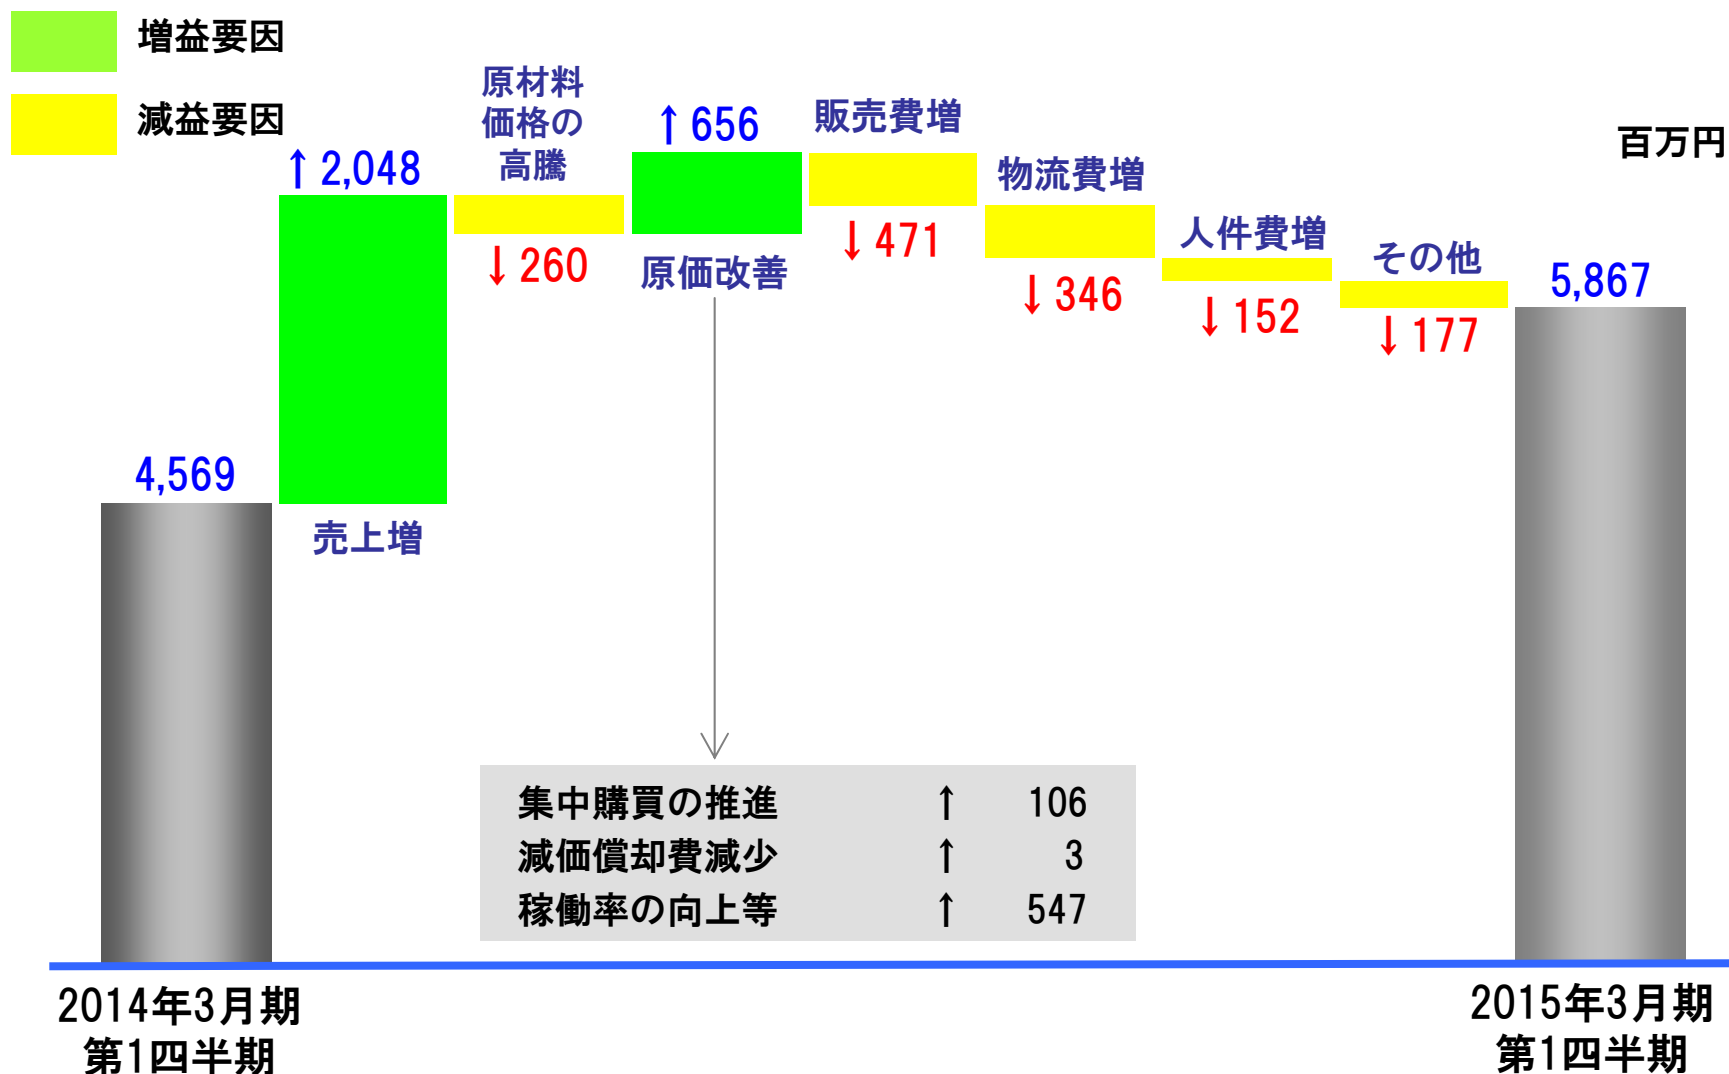 増益要因
減益要因
百万円
4,569
↑2,048
売上増
原材料
価格の
高騰
↓260
↑656
原価改善
販売費増
↓471
物流費増
↓346
人件費増
↓152
その他
↓177
5,867
集中購買の推進 ↑ 106
減価償却費減少 ↑ 3
稼働率の向上等 ↑ 547
2014年3月期
第1四半期
2015年3月期
第1四半期